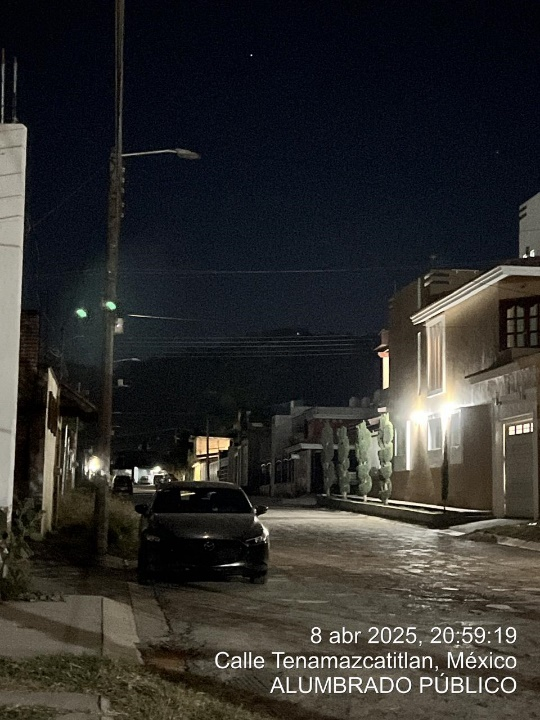 8 abr 2025, 20:59:19
Calle Tenamazcatitlan, México
ALUMBRADO PÚBLICO